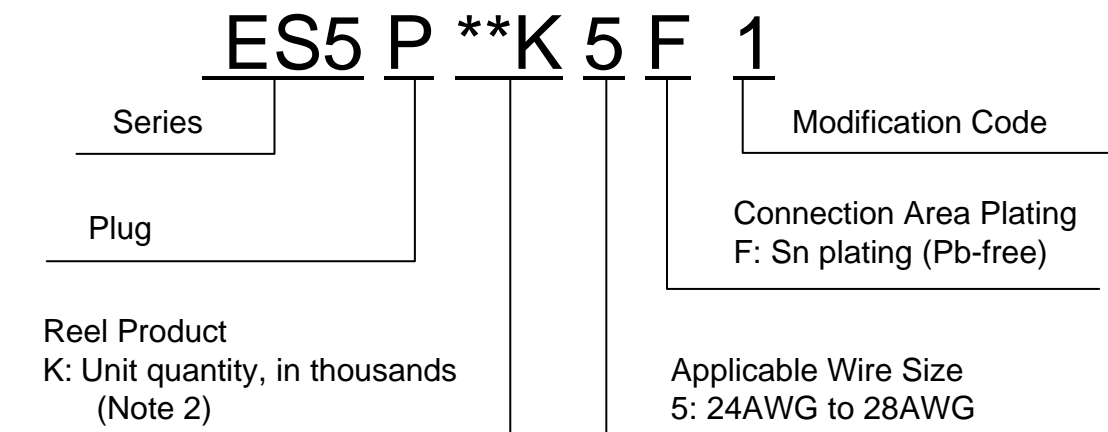 ES5 P **K 5 F 1
Series
Modification Code
Plug
Connection Area Plating
F: Sn plating (Pb-free)
Reel Product
K: Unit quantity, in thousands
(Note 2)
Applicable Wire Size
5: 24AWG to 28AWG